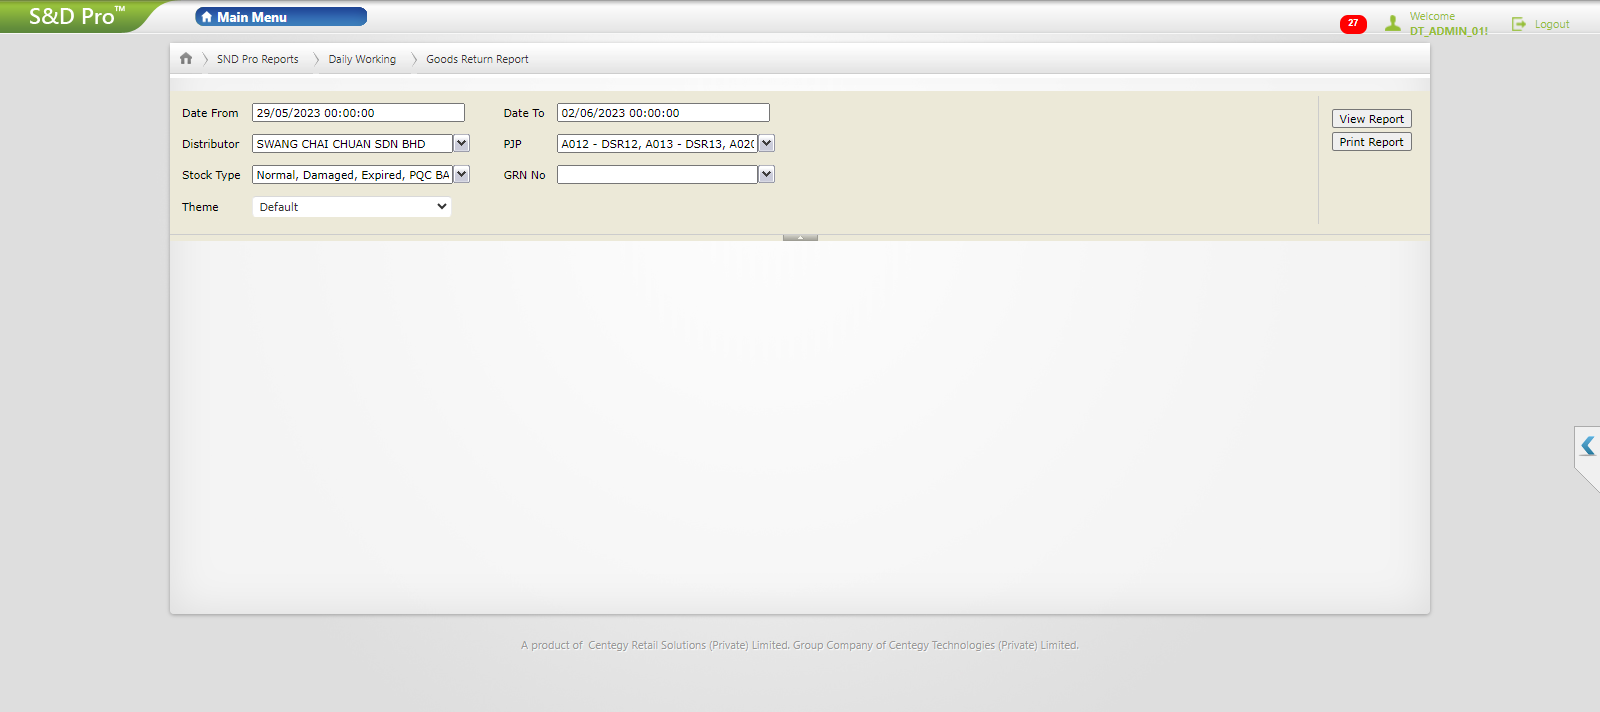 S&D Pro™
Main Menu
27
Welcome
DT_ADMIN_01!
Logout
SND Pro Reports
Daily Working
Goods Return Report
Date From 29/05/2023 00:00:00 Date To 02/06/2023 00:00:00
View Report
Distributor SWANG CHAI CHUAN SDN BHD PJP A012 - DSR12, A013 - DSR13, A020
Print Report
Stock Type Normal, Damaged, Expired, PQC BA GRN No
Theme Default
A product of Centegy Retail Solutions (Private) Limited. Group Company of Centegy Technologies (Private) Limited.